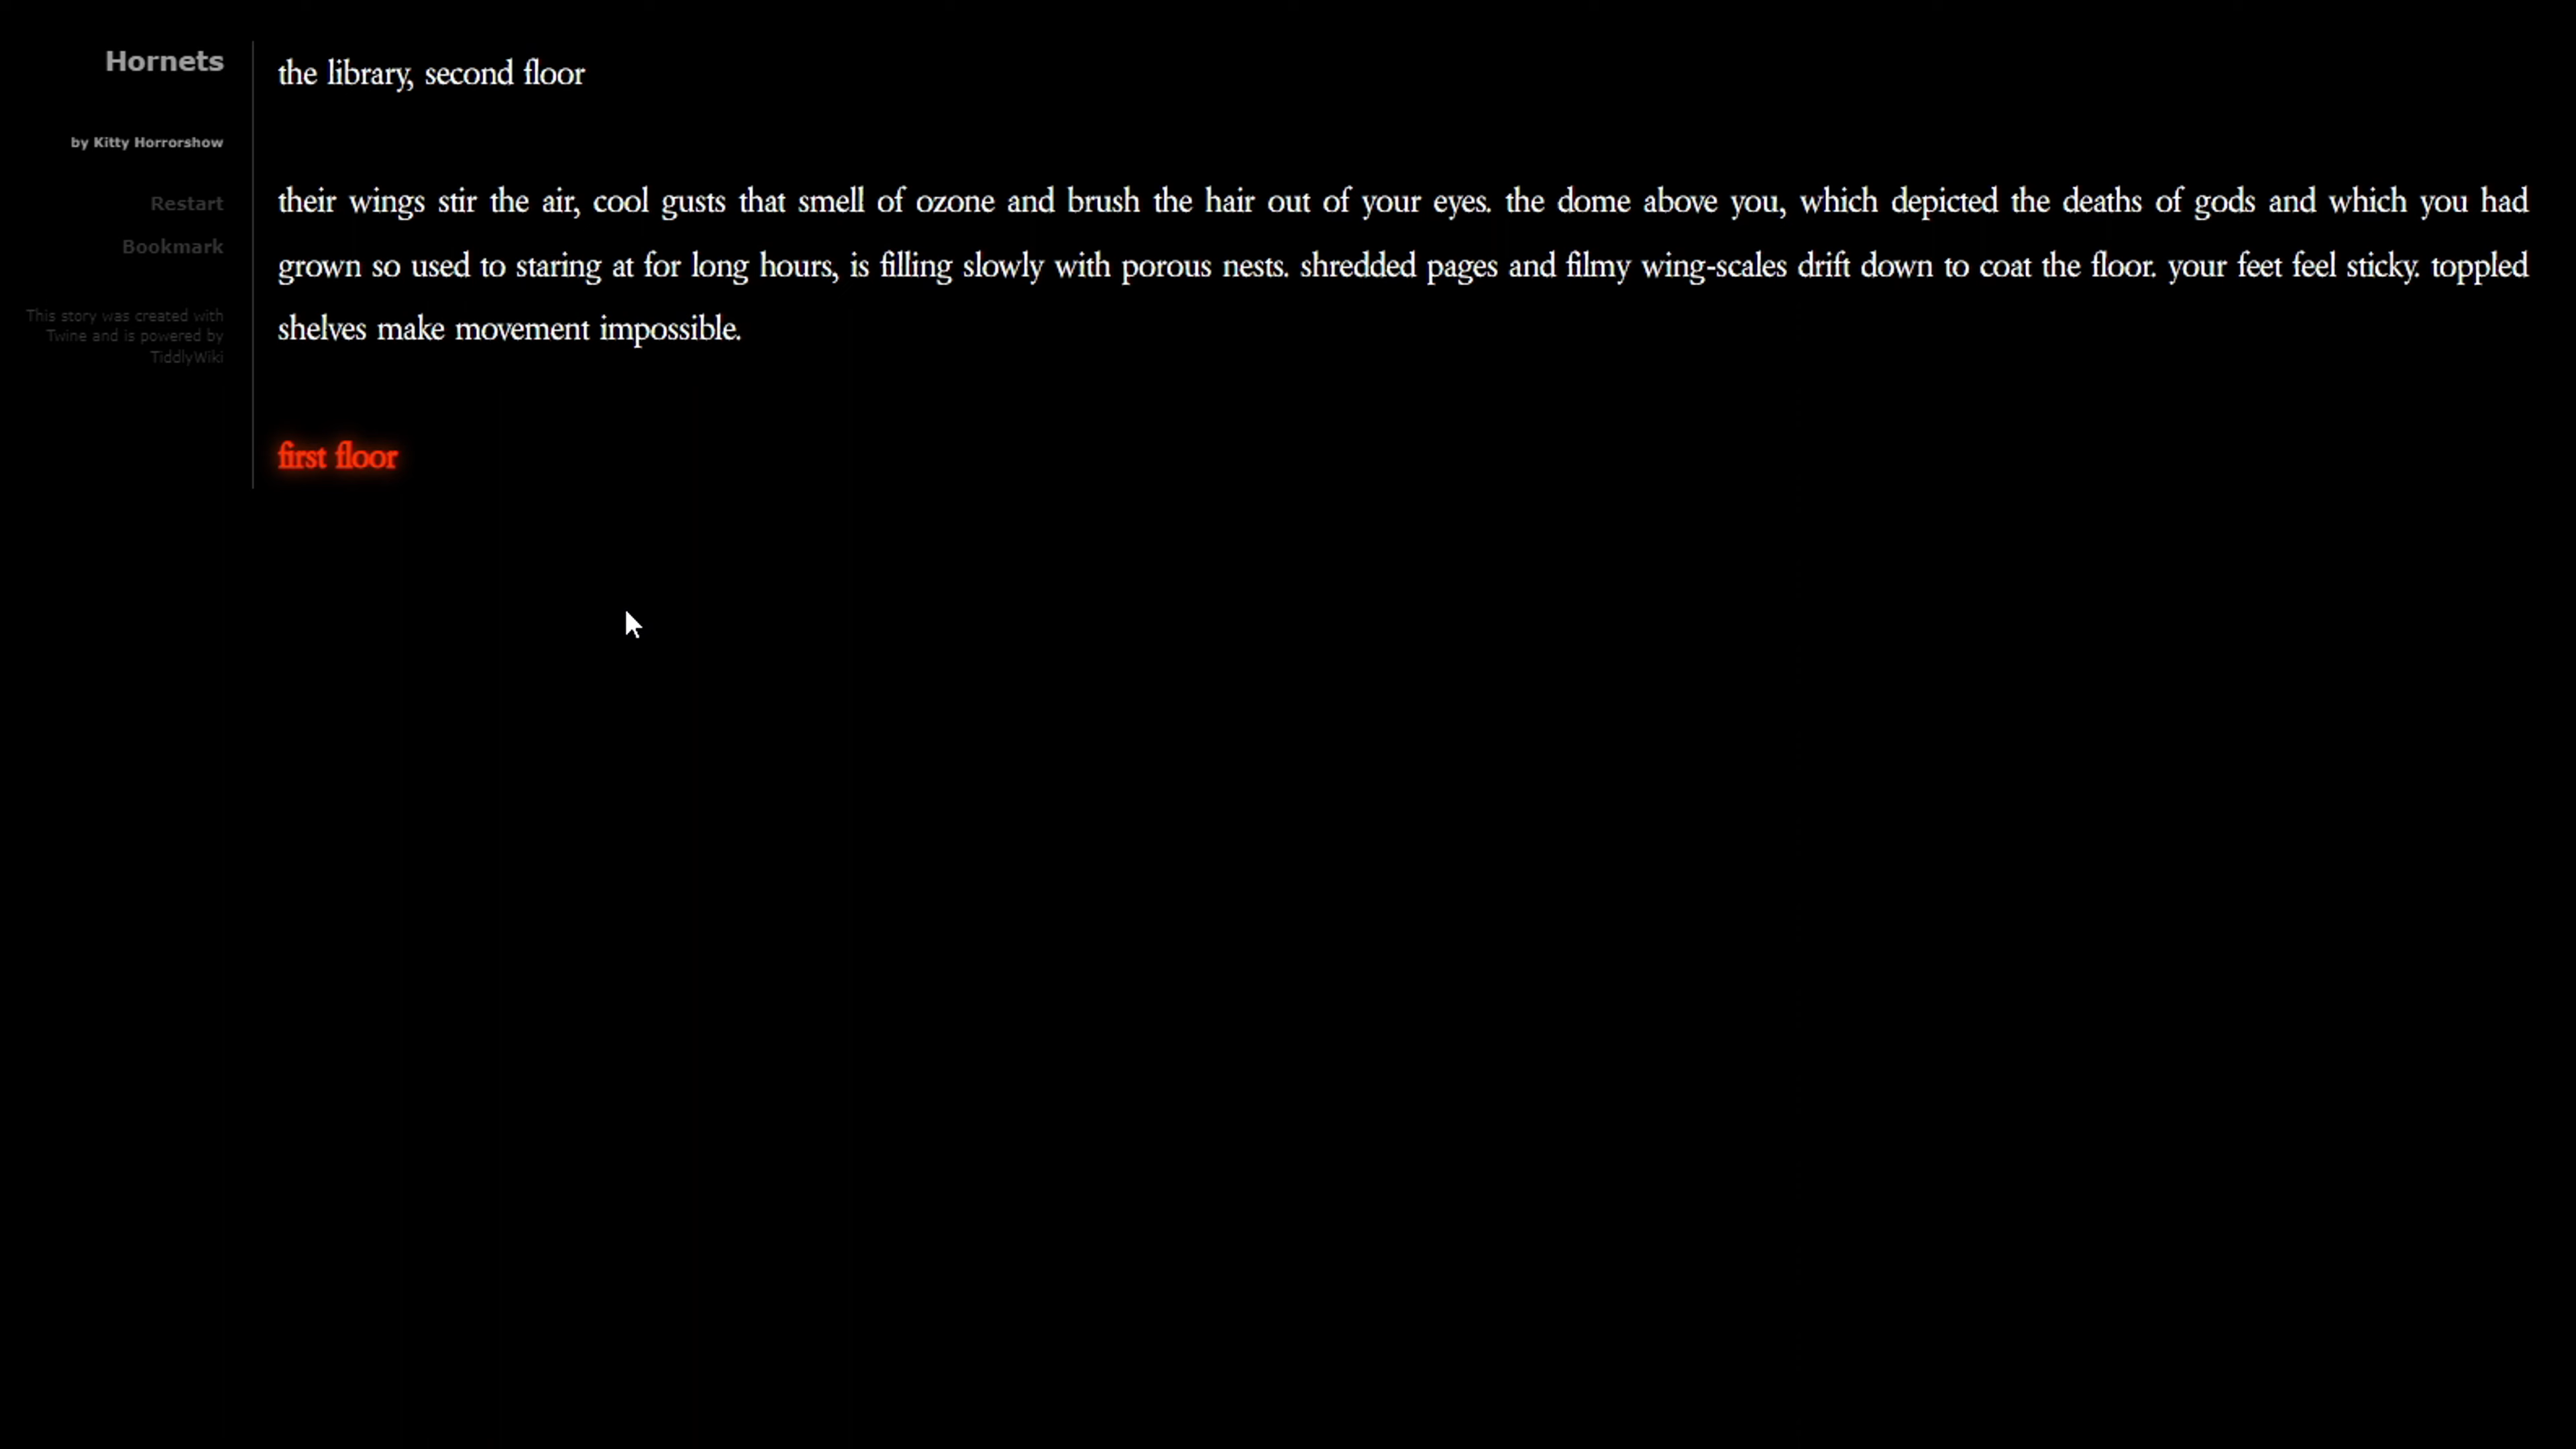 Hornets
by Kitty Horrorshow
Restart
Bookmark
This story was created with
Twine and is powered by
TiddlyWiki
the library, second floor
their wings stir the air, cool gusts that smell of ozone and brush the hair out of your eyes. the dome above you, which depicted the deaths of gods and which you had
grown so used to staring at for long hours, is filling slowly with porous nests. shredded pages and filmy wing-scales drift down to coat the floor. your feet feel sticky. toppled
shelves make movement impossible.
first floor